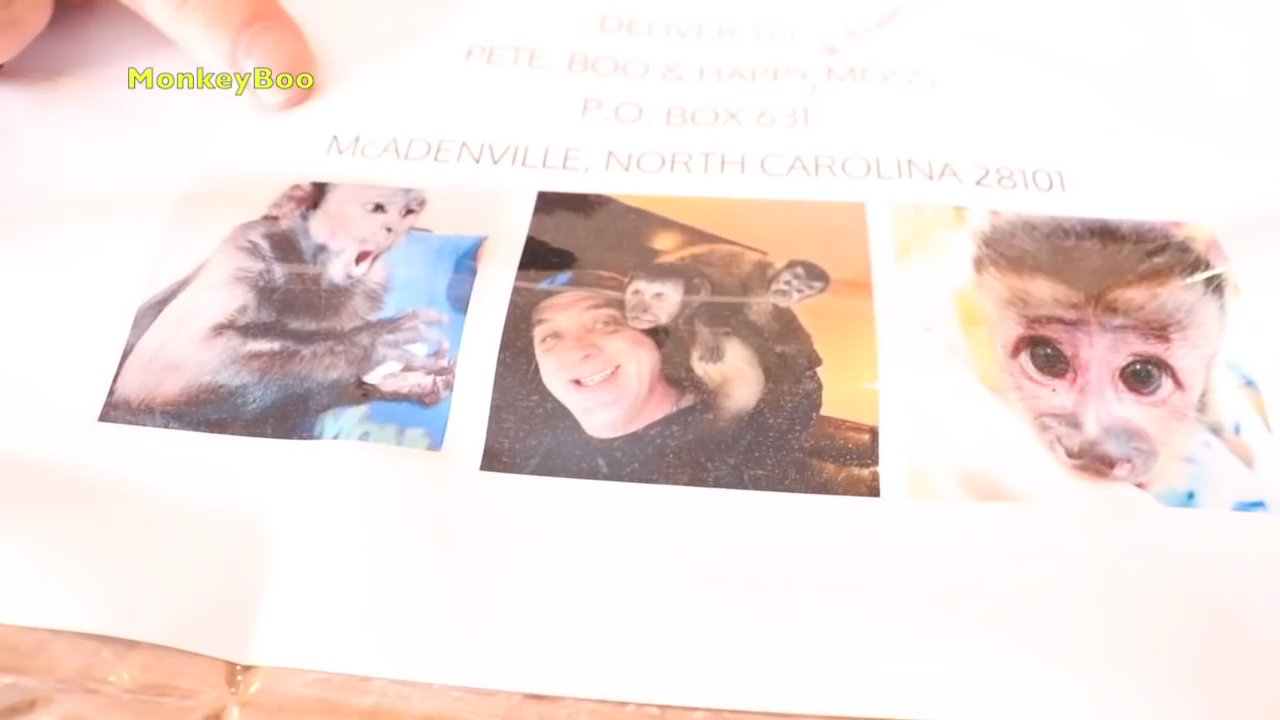 DELIVER TO
PETE, BOO & HAPPY MOSS
P.O. BOX 631
McADENVILLE, NORTH CAROLINA 28101
MonkeyBoo